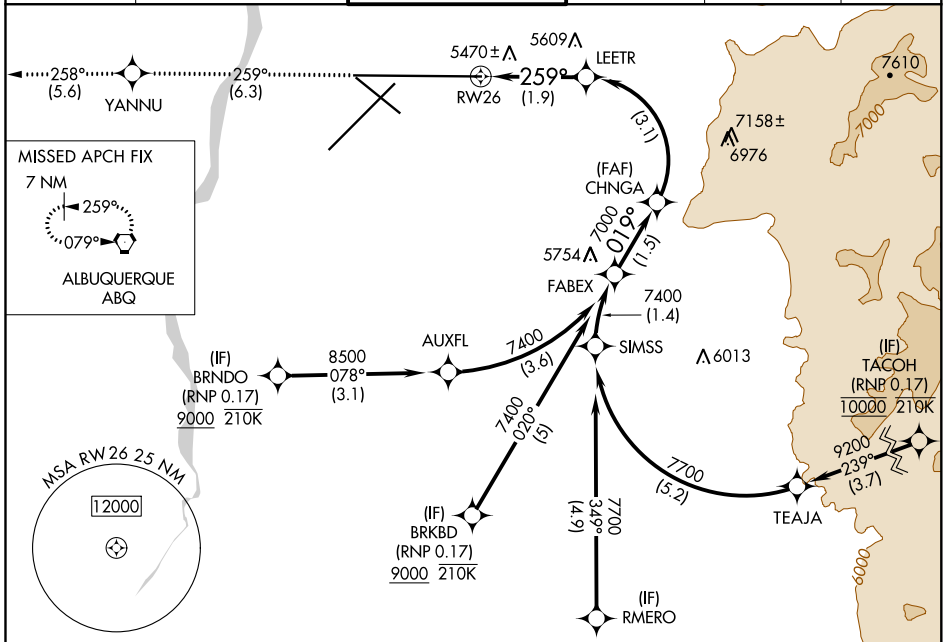 5470±
5609
LEETR
7610
258°
(5.6)
YANNU
259°
(6.3)
RW26
259°
(1.9)
(3.1)
7000
7158±
6976
MISSED APCH FIX
7 NM
259°
079°
ALBUQUERQUE
ABQ
(FAF)
CHNGA
7000
019°
(1.5)
5754
FABEX
7400
(1.4)
SIMSS
6013
AUXFL
7400
(3.6)
(IF)
BRNDO
(RNP 0.17)
9000 210K
8500
078°
(3.1)
(IF)
TACOH
(RNP 0.17)
10000 210K
9200
239°
(3.7)
TEAJA
7700
(5.2)
7400
020°
(5)
7700
349°
(4.9)
MSA RW 26 25 NM
12000
(IF)
BRKBD
(RNP 0.17)
9000 210K
(IF)
RMERO
9000